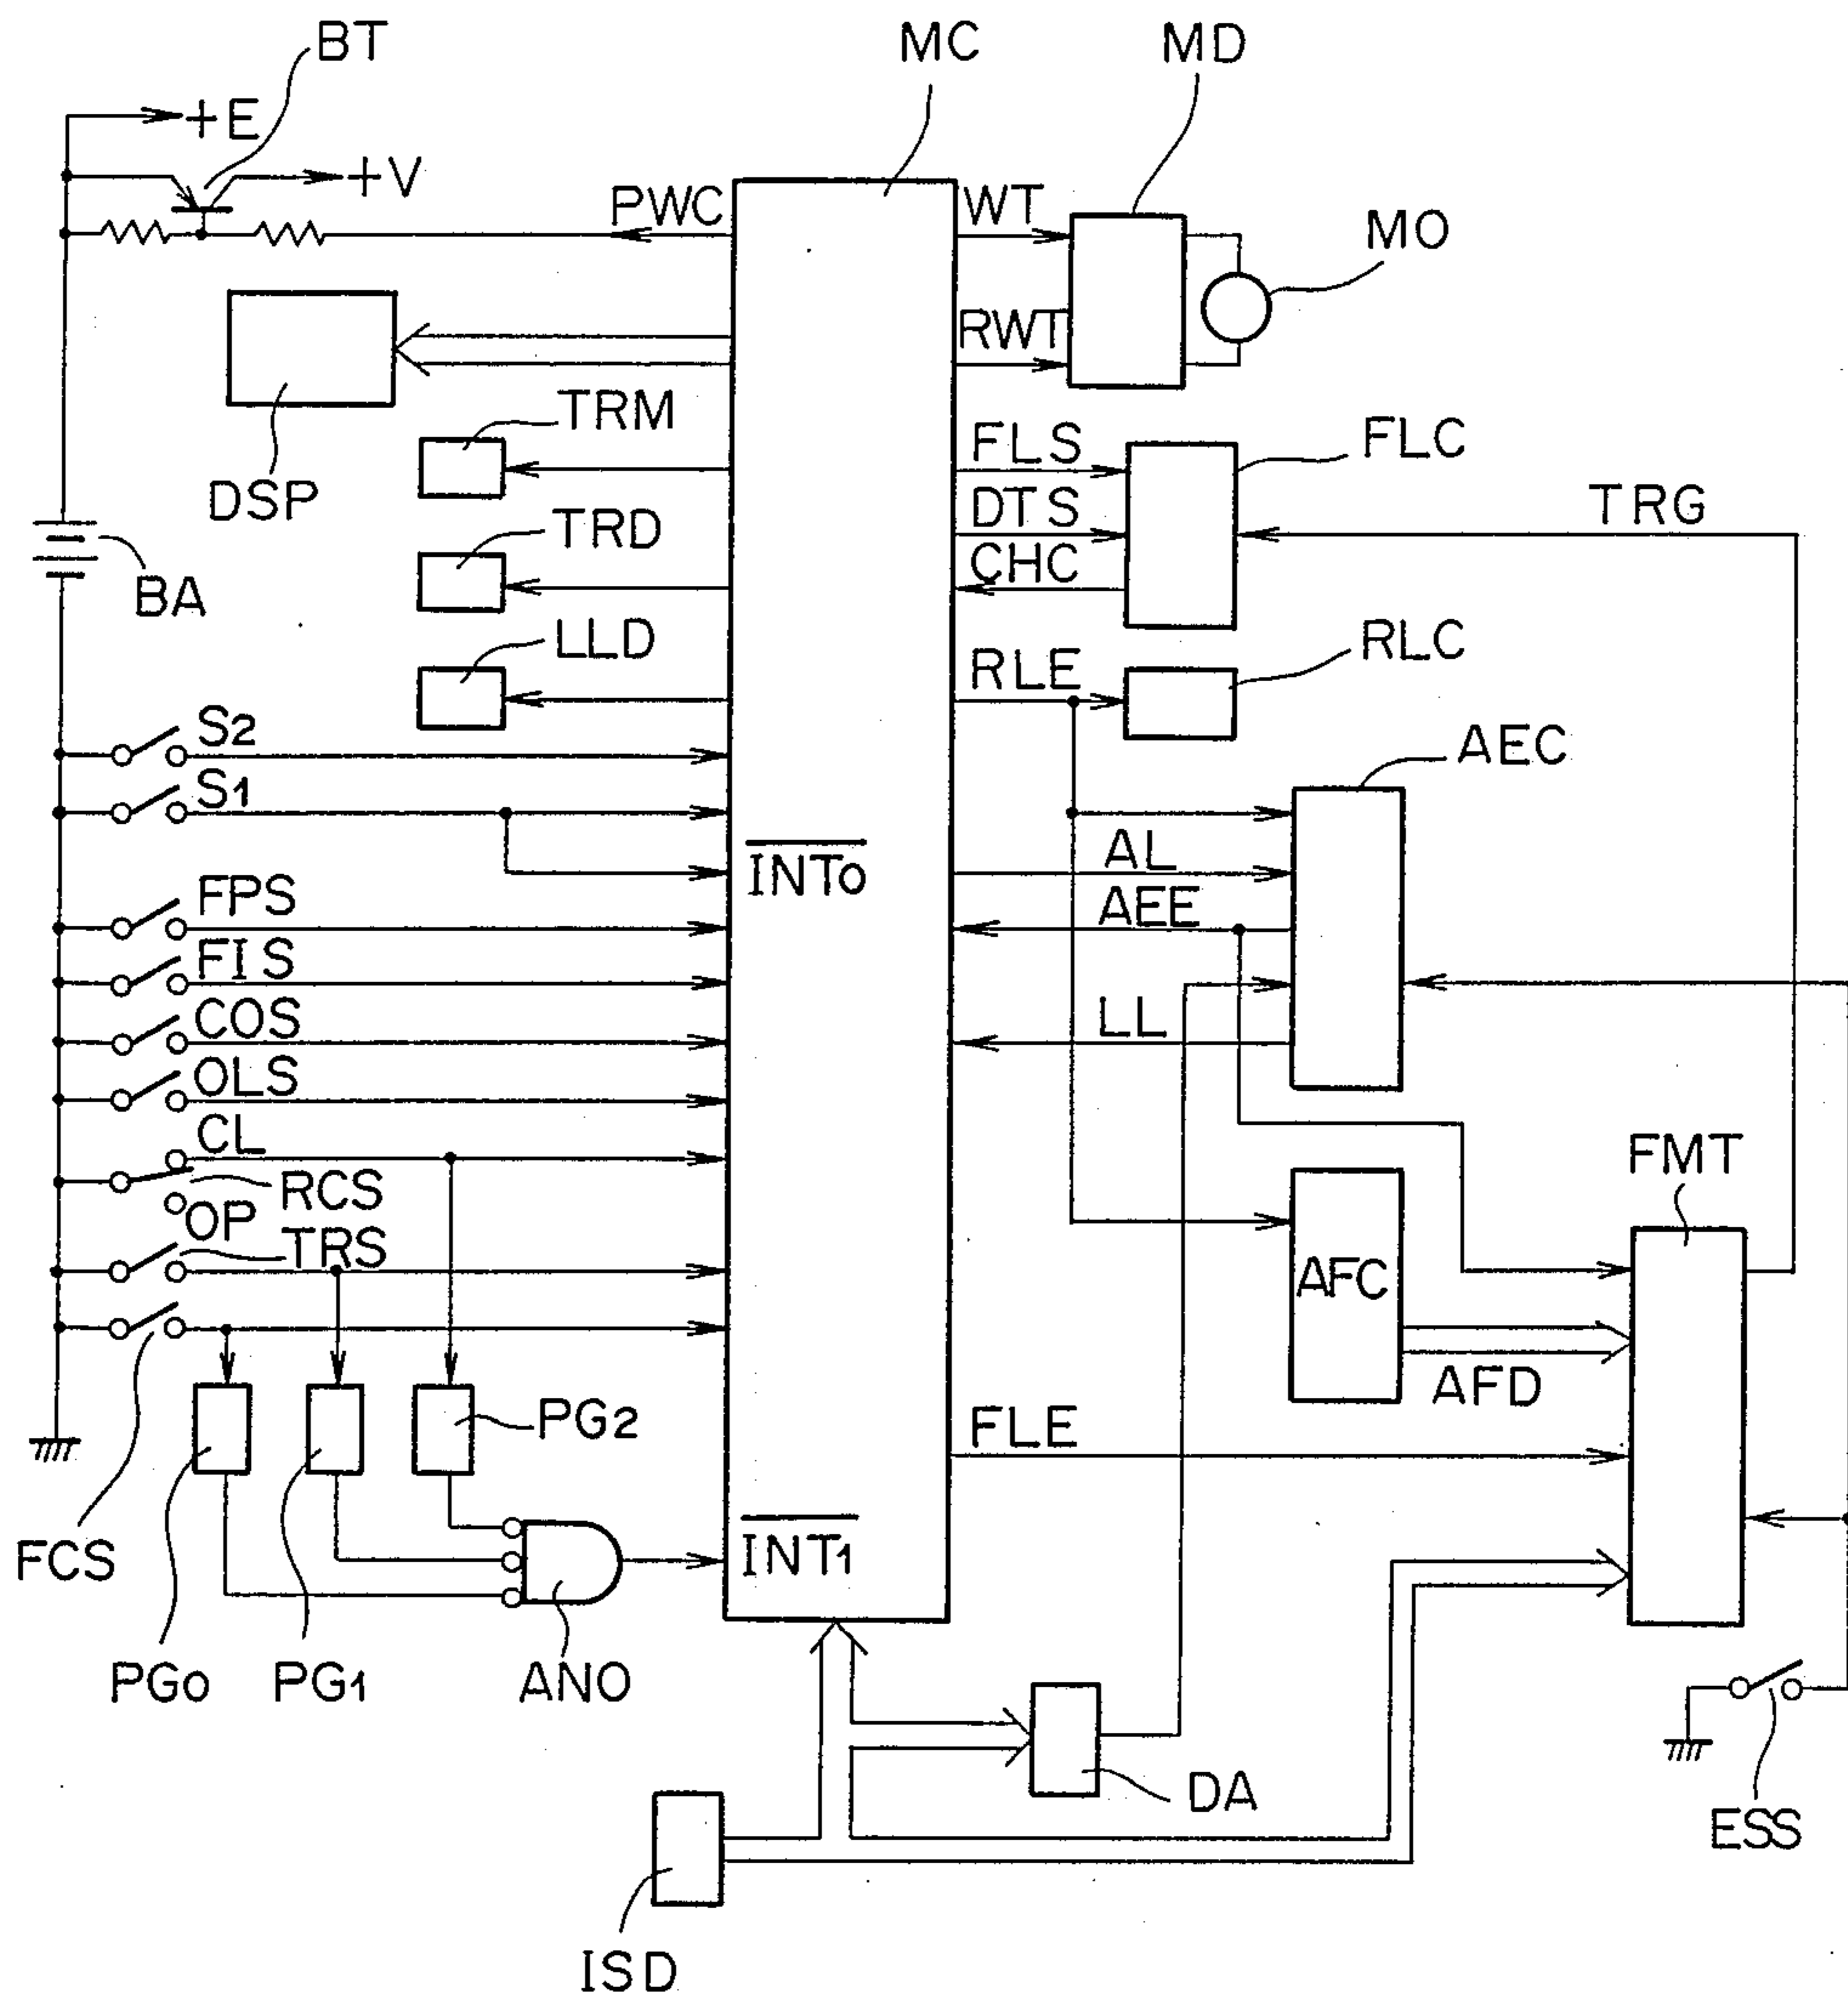 BT
MC
MD
+E
+V
PWC
WT
MO
RWT
DSP
TRM
FLS
FLC
DTS
TRG
TRD
CHC
BA
LLD
RLE
RLC
S2
AEC
S1
INT0
AL
FPS
AEE
FIS
COS
LL
OLS
CL
RCS
FMT
OP
TRS
AFC
AFD
PG2
FLE
FCS
INT1
PG0
PG1
ANO
DA
ESS
ISD